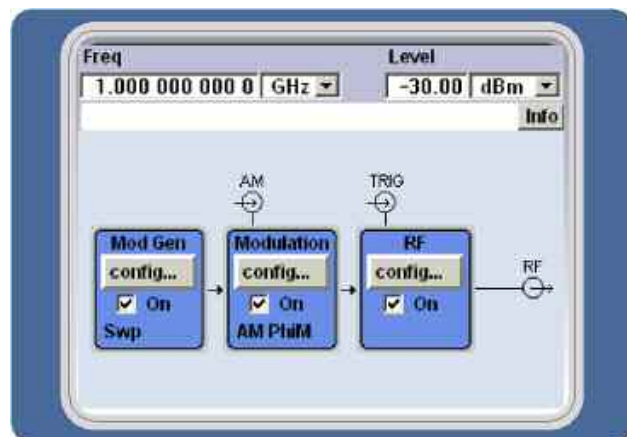 Freq Level
1.000 000 000 0 GHz -30.00 dBm
Info
AM TRIG
Mod Gen Modulation RF
config... config... config... RF
On On On
Swp AM PhiM